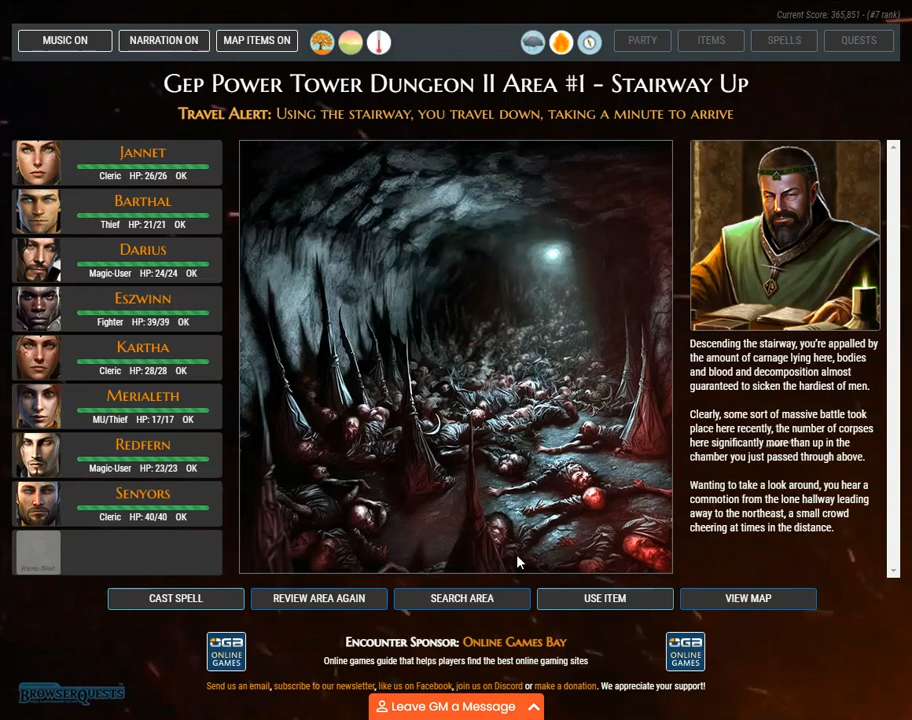 Current Score: 365,851 - (#7 rank)
MUSIC ON
NARRATION ON
MAP ITEMS ON
PARTY
ITEMS
SPELLS
QUESTS
Gep Power Tower Dungeon II Area #1 - Stairway Up
Travel Alert: Using the stairway, you travel down, taking a minute to arrive
Jannet
Cleric HP: 26/26 OK
Barthal
Thief HP: 21/21 OK
Darius
Magic-User HP: 24/24 OK
Eszwinn
Fighter HP: 39/39 OK
Kartha
Cleric HP: 28/28 OK
Merialeth
MU/Thief HP: 17/17 OK
Redfern
Magic-User HP: 23/23 OK
Senyors
Cleric HP: 40/40 OK
Descending the stairway, you're appalled by
the amount of carnage lying here, bodies
and blood and decomposition almost
guaranteed to sicken the hardiest of men.
Clearly, some sort of massive battle took
place here recently, the number of corpses
here significantly more than up in the
chamber you just passed through above.
Wanting to take a look around, you hear a
commotion from the lone hallway leading
away to the northeast, a small crowd
cheering at times in the distance.
CAST SPELL
REVIEW AREA AGAIN
SEARCH AREA
USE ITEM
VIEW MAP
OGB
ONLINE
GAMES
Encounter Sponsor: Online Games Bay
Online games guide that helps players find the best online gaming sites
OGB
ONLINE
GAMES
Send us an email, subscribe to our newsletter, like us on Facebook, join us on Discord or make a donation. We appreciate your support!
BrowserQuests
Leave GM a Message